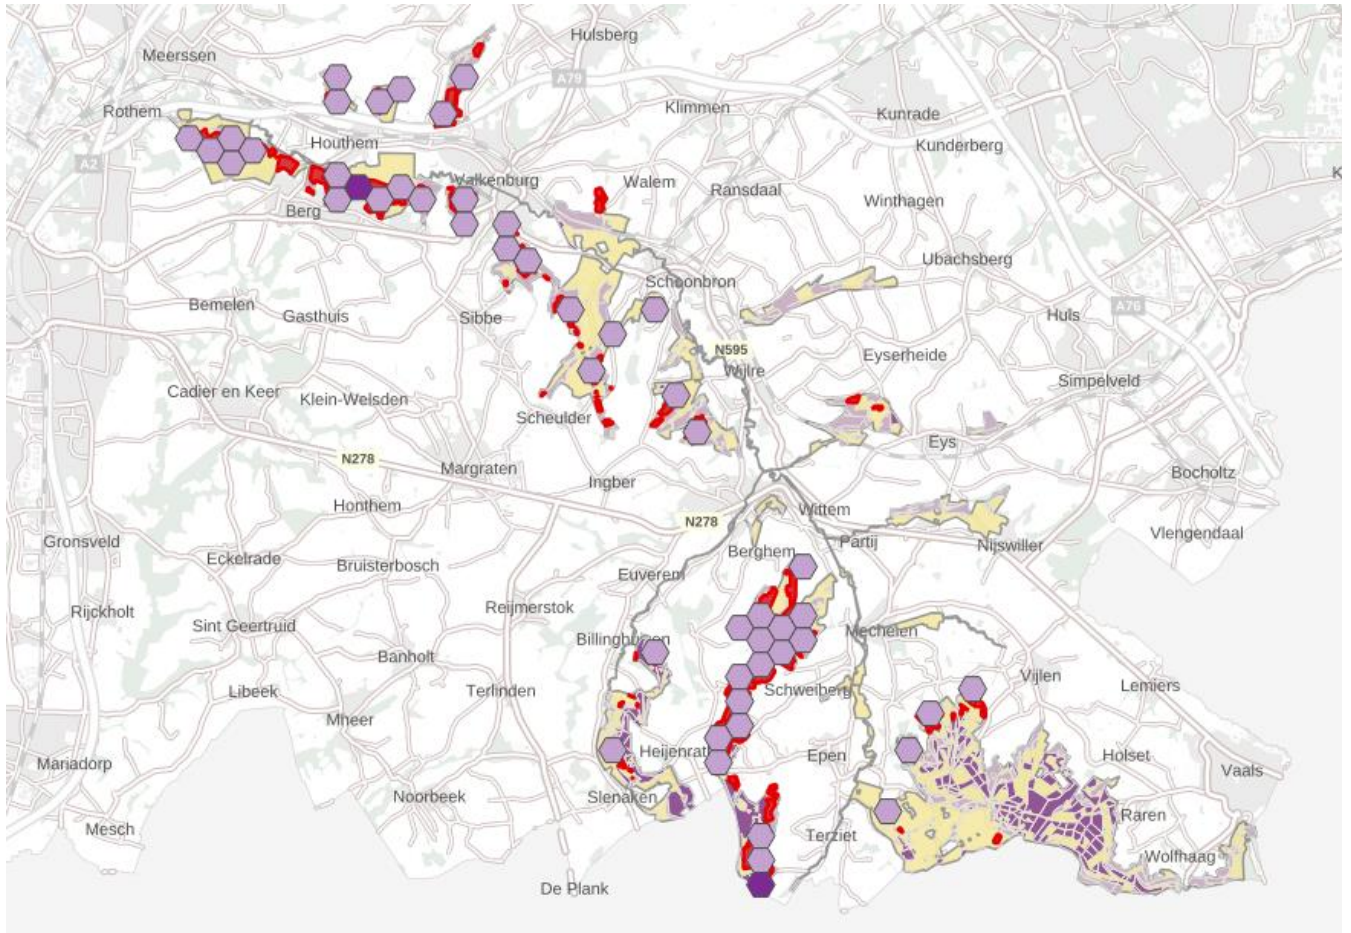 Hulsberg
Meerssen
A79
Rothem
Klimmen
Kunrade
Houthem
Kunderberg
A2
K
Valkenburg
Walem
Ransdaal
Winthagen
Berg
Ubachsberg
Schoonbron
Bemelen
Gasthuis
Sibbe
Huls
A76
N595
Eyserheide
Wijlre
Simpelveld
Cadier en Keer
Klein-Welsden
Scheulder
Eys
N278
Margraten
Bocholtz
Ingber
Honthem
Wittem
N278
Vlengendaal
Gronsveld
Partij
Nijswiller
Berghem
Eckelrade
Bruisterbosch
Euverem
Reijmerstok
Rijckholt
Sint Geertruid
Mechelen
Billinghuizen
Banholt
Vijlen
Lemiers
Libeek
Terlinden
Schweiberg
Mheer
Heijenrath
Epen
Holset
Mariadorp
Vaals
Noorbeek
Slenaken
Raren
Mesch
Terziet
Wolfhaag
De Plank